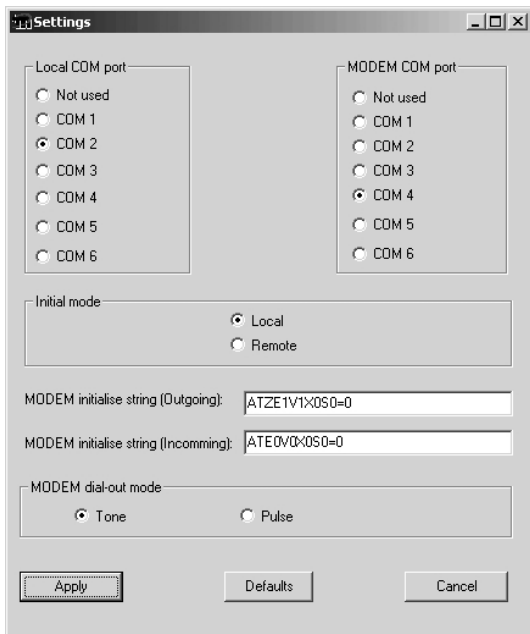 Settings
Local COM port
Not used
COM 1
COM 2
COM 3
COM 4
COM 5
COM 6
MODEM COM port
Not used
COM 1
COM 2
COM 3
COM 4
COM 5
COM 6
Initial mode
Local
Remote
MODEM initialise string (Outgoing): ATZE1V1X0S0=0
MODEM initialise string (Incomming): ATE0V0X0S0=0
MODEM dial-out mode
Tone Pulse
Apply Defaults Cancel